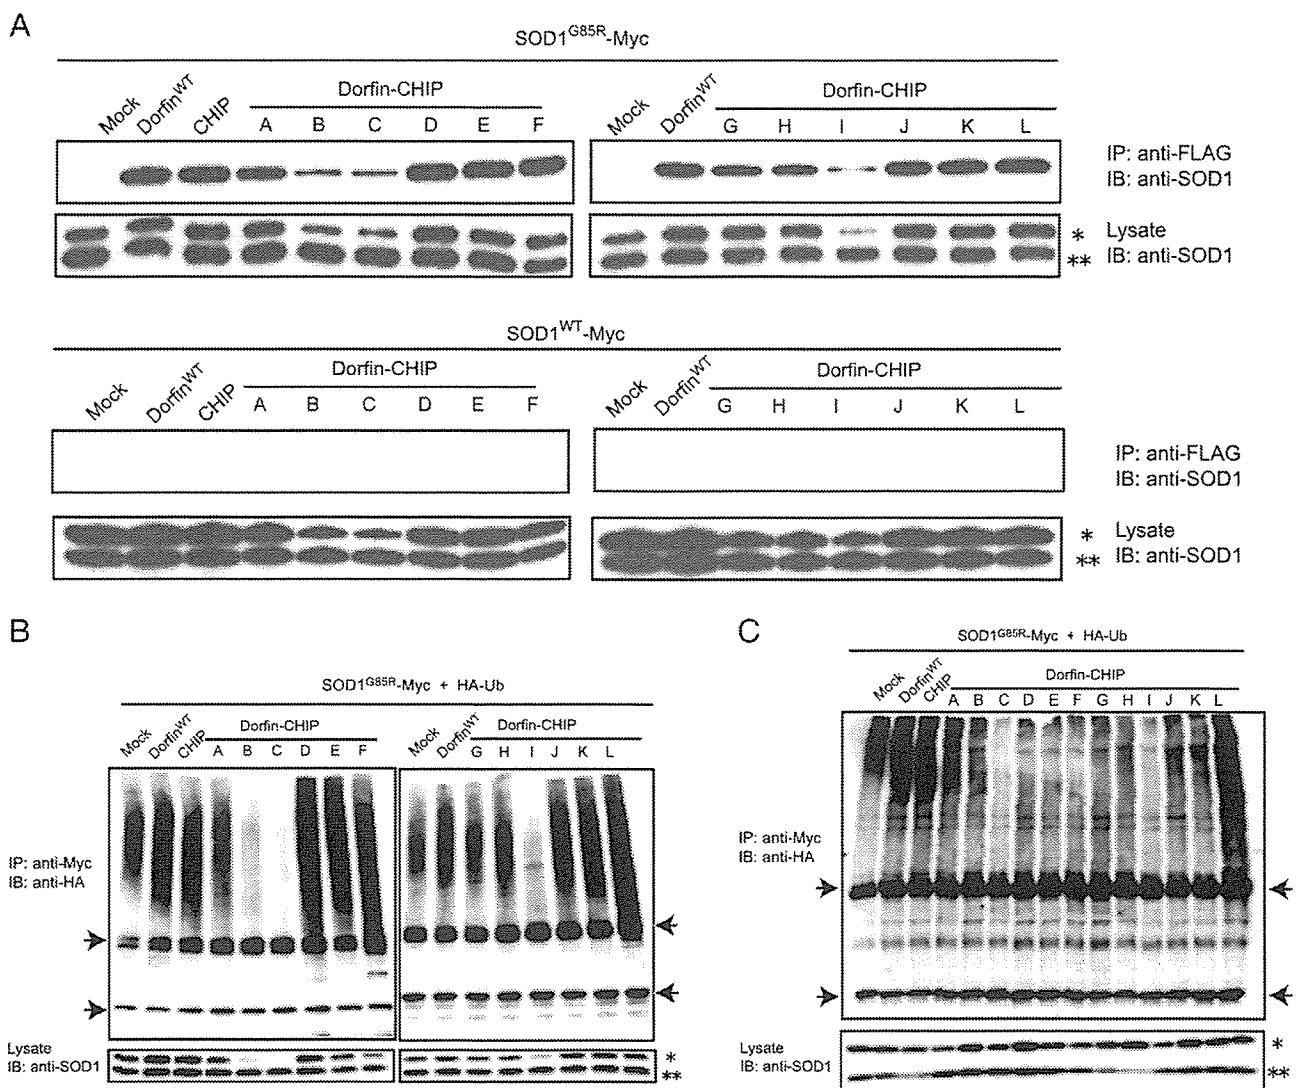 A
SOD1G85R-Myc
Mock DorfinWT CHIP Dorfin-CHIP Mock DorfinWT Dorfin-CHIP
A B C D E F G H I J K L
IP: anti-FLAG
IB: anti-SOD1
* Lysate
** IB: anti-SOD1
SOD1WT-Myc
Mock DorfinWT CHIP Dorfin-CHIP Mock DorfinWT Dorfin-CHIP
A B C D E F G H I J K L
IP: anti-FLAG
IB: anti-SOD1
* Lysate
** IB: anti-SOD1
B
SOD1G85R-Myc + HA-Ub
Mock DorfinWT CHIP Dorfin-CHIP Mock DorfinWT Dorfin-CHIP
A B C D E F G H I J K L
IP: anti-Myc
IB: anti-HA
Lysate *
IB: anti-SOD1 **
C
SOD1G85R-Myc + HA-Ub
Mock DorfinWT CHIP Dorfin-CHIP
A B C D E F G H I J K L
IP: anti-Myc
IB: anti-HA
Lysate *
IB: anti-SOD1 **